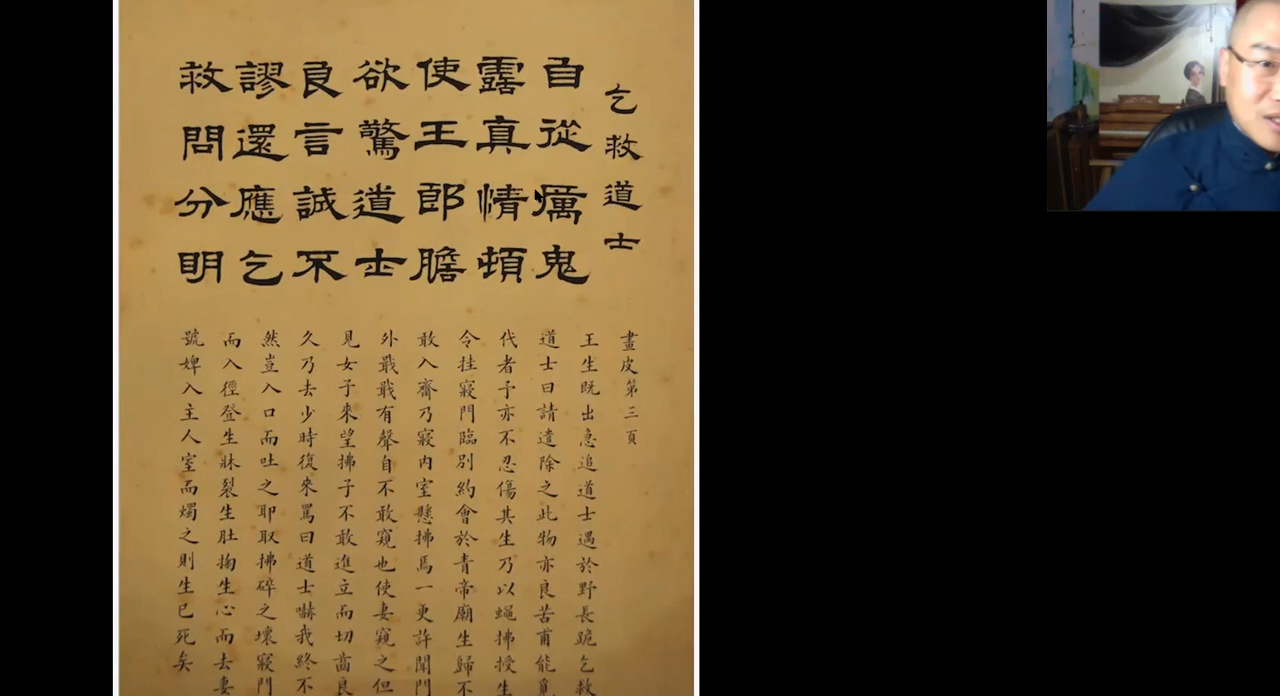 乞救道士
自從厲鬼
露真情頓
使王郎膽
欲驚道士
良言誠不
謬還應乞
救問分明
畫皮第三頁
王生既出急追道士遇於野長跪乞救
道士曰請遣除之此物亦良苦甫能覓
代者予亦不忍傷其生乃以蠅拂授生
令挂寢門臨別約會於青帝廟生歸不
敢入齋乃寢內室懸拂焉一更許聞門
外戢戢有聲自不敢窺也使妻窺之但
見女子來望拂子不敢進立而切齒良
久乃去少時復來罵曰道士嚇我終不
然豈入口而吐之耶取拂碎之壞寢門
而入徑登生牀裂生肚掬生心而去妻
號婢入主人室而燭之則生已死矣